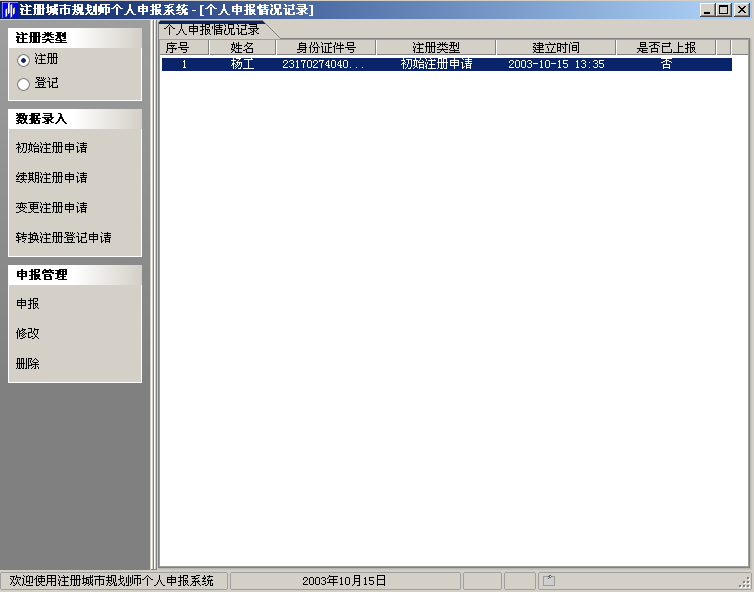 注册城市规划师个人申报系统 - [个人申报情况记录]
注册类型
注册
登记
数据录入
初始注册申请
续期注册申请
变更注册申请
转换注册登记申请
申报管理
申报
修改
删除
个人申报情况记录
序号 姓名 身份证件号 注册类型 建立时间 是否已上报
1 杨工 23170274040... 初始注册申请 2003-10-15 13:35 否
欢迎使用注册城市规划师个人申报系统 2003年10月15日